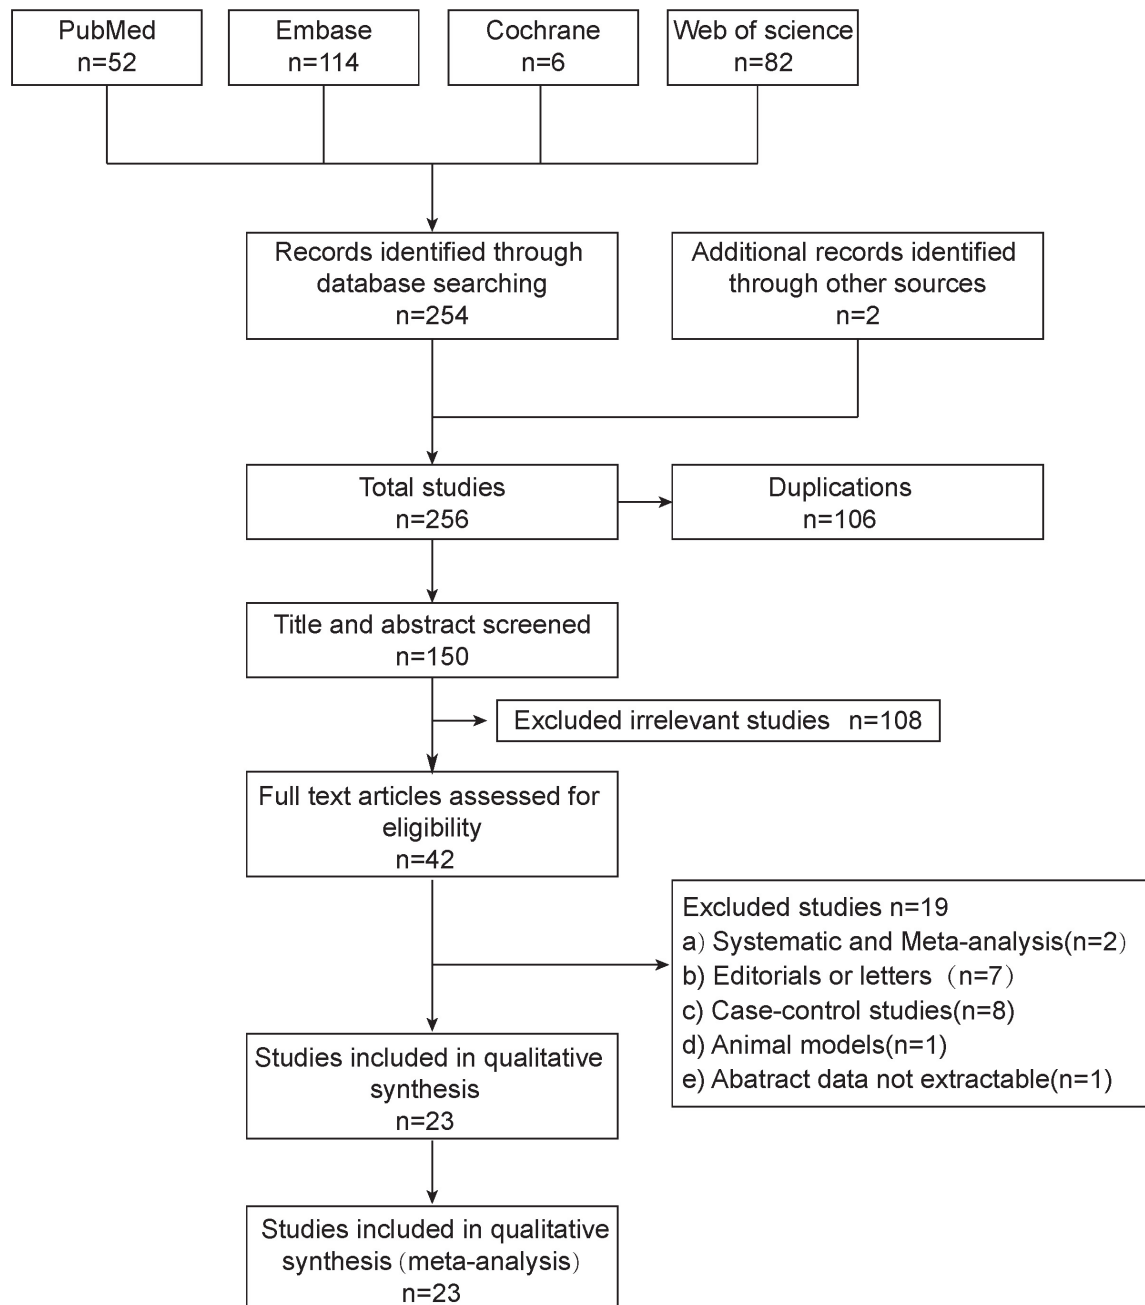 PubMed
n=52
Embase
n=114
Cochrane
n=6
Web of science
n=82
Records identified through
database searching
n=254
Additional records identified
through other sources
n=2
Total studies
n=256
Duplications
n=106
Title and abstract screened
n=150
Excluded irrelevant studies n=108
Full text articles assessed for
eligibility
n=42
Excluded studies n=19
a）Systematic and Meta-analysis(n=2）
b) Editorials or letters（n=7）
c) Case-control studies(n=8)
d) Animal models(n=1)
e) Abatract data not extractable(n=1)
Studies included in qualitative
synthesis
n=23
Studies included in qualitative
synthesis（meta-analysis）
n=23